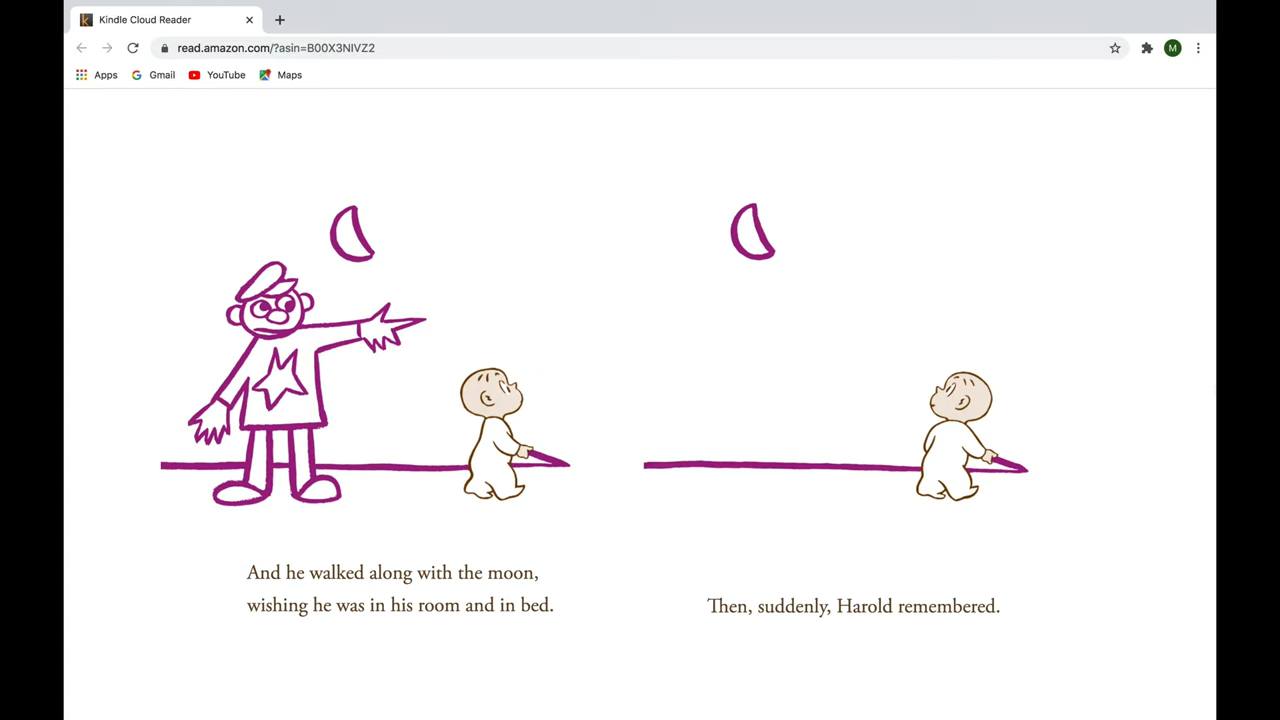 Kindle Cloud Reader
read.amazon.com/?asin=B00X3NIVZ2
M
Apps Gmail YouTube Maps
And he walked along with the moon,
wishing he was in his room and in bed.
Then, suddenly, Harold remembered.